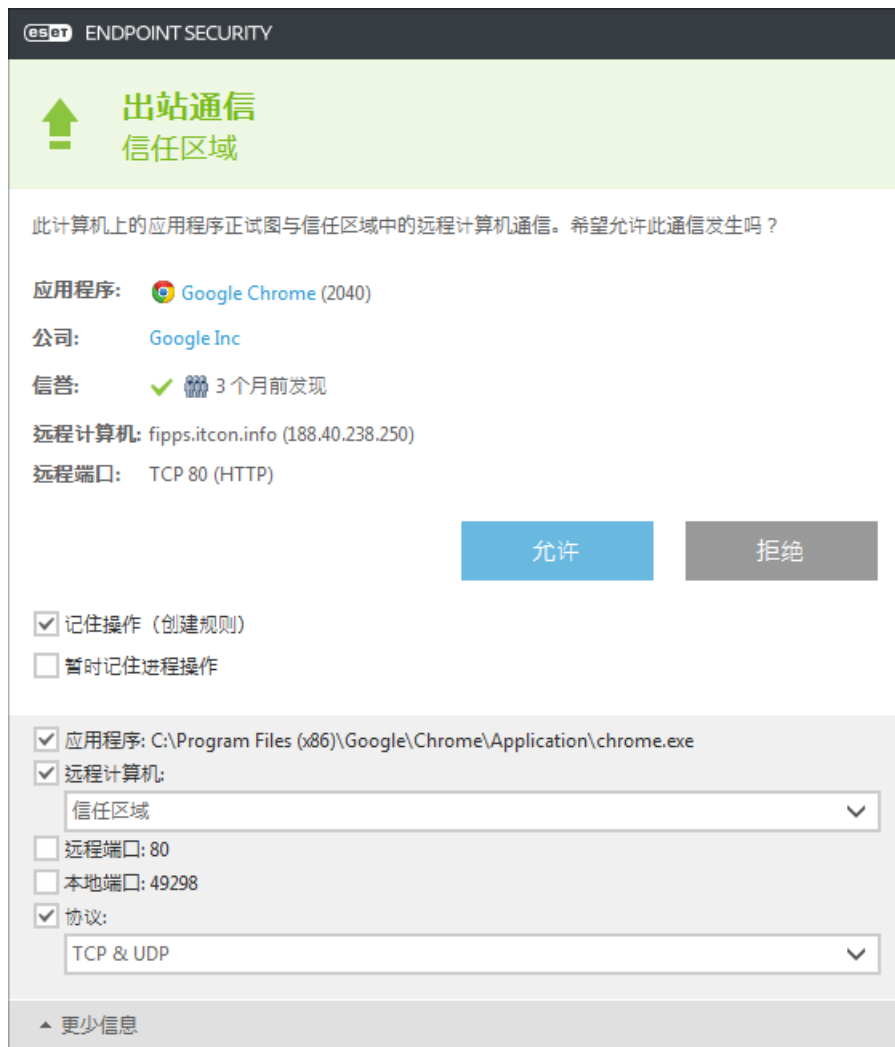 eset ENDPOINT SECURITY
出站通信
信任区域
此计算机上的应用程序正试图与信任区域中的远程计算机通信。希望允许此通信发生吗？
应用程序: Google Chrome (2040)
公司: Google Inc
信誉: 3 个月前发现
远程计算机: fipps.itcon.info (188.40.238.250)
远程端口: TCP 80 (HTTP)
允许 拒绝
记住操作（创建规则）
暂时记住进程操作
应用程序: C:\Program Files (x86)\Google\Chrome\Application\chrome.exe
远程计算机:
信任区域
远程端口: 80
本地端口: 49298
协议:
TCP & UDP
更少信息